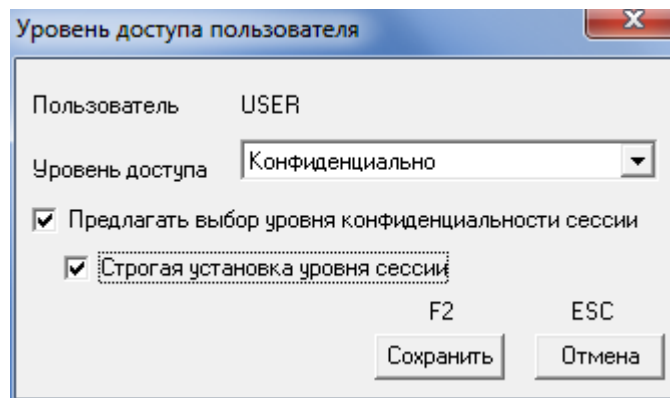 Уровень доступа пользователя
Пользователь USER
Уровень доступа Конфиденциально
Предлагать выбор уровня конфиденциальности сессии
Строгая установка уровня сессии
F2 ESC
Сохранить Отмена